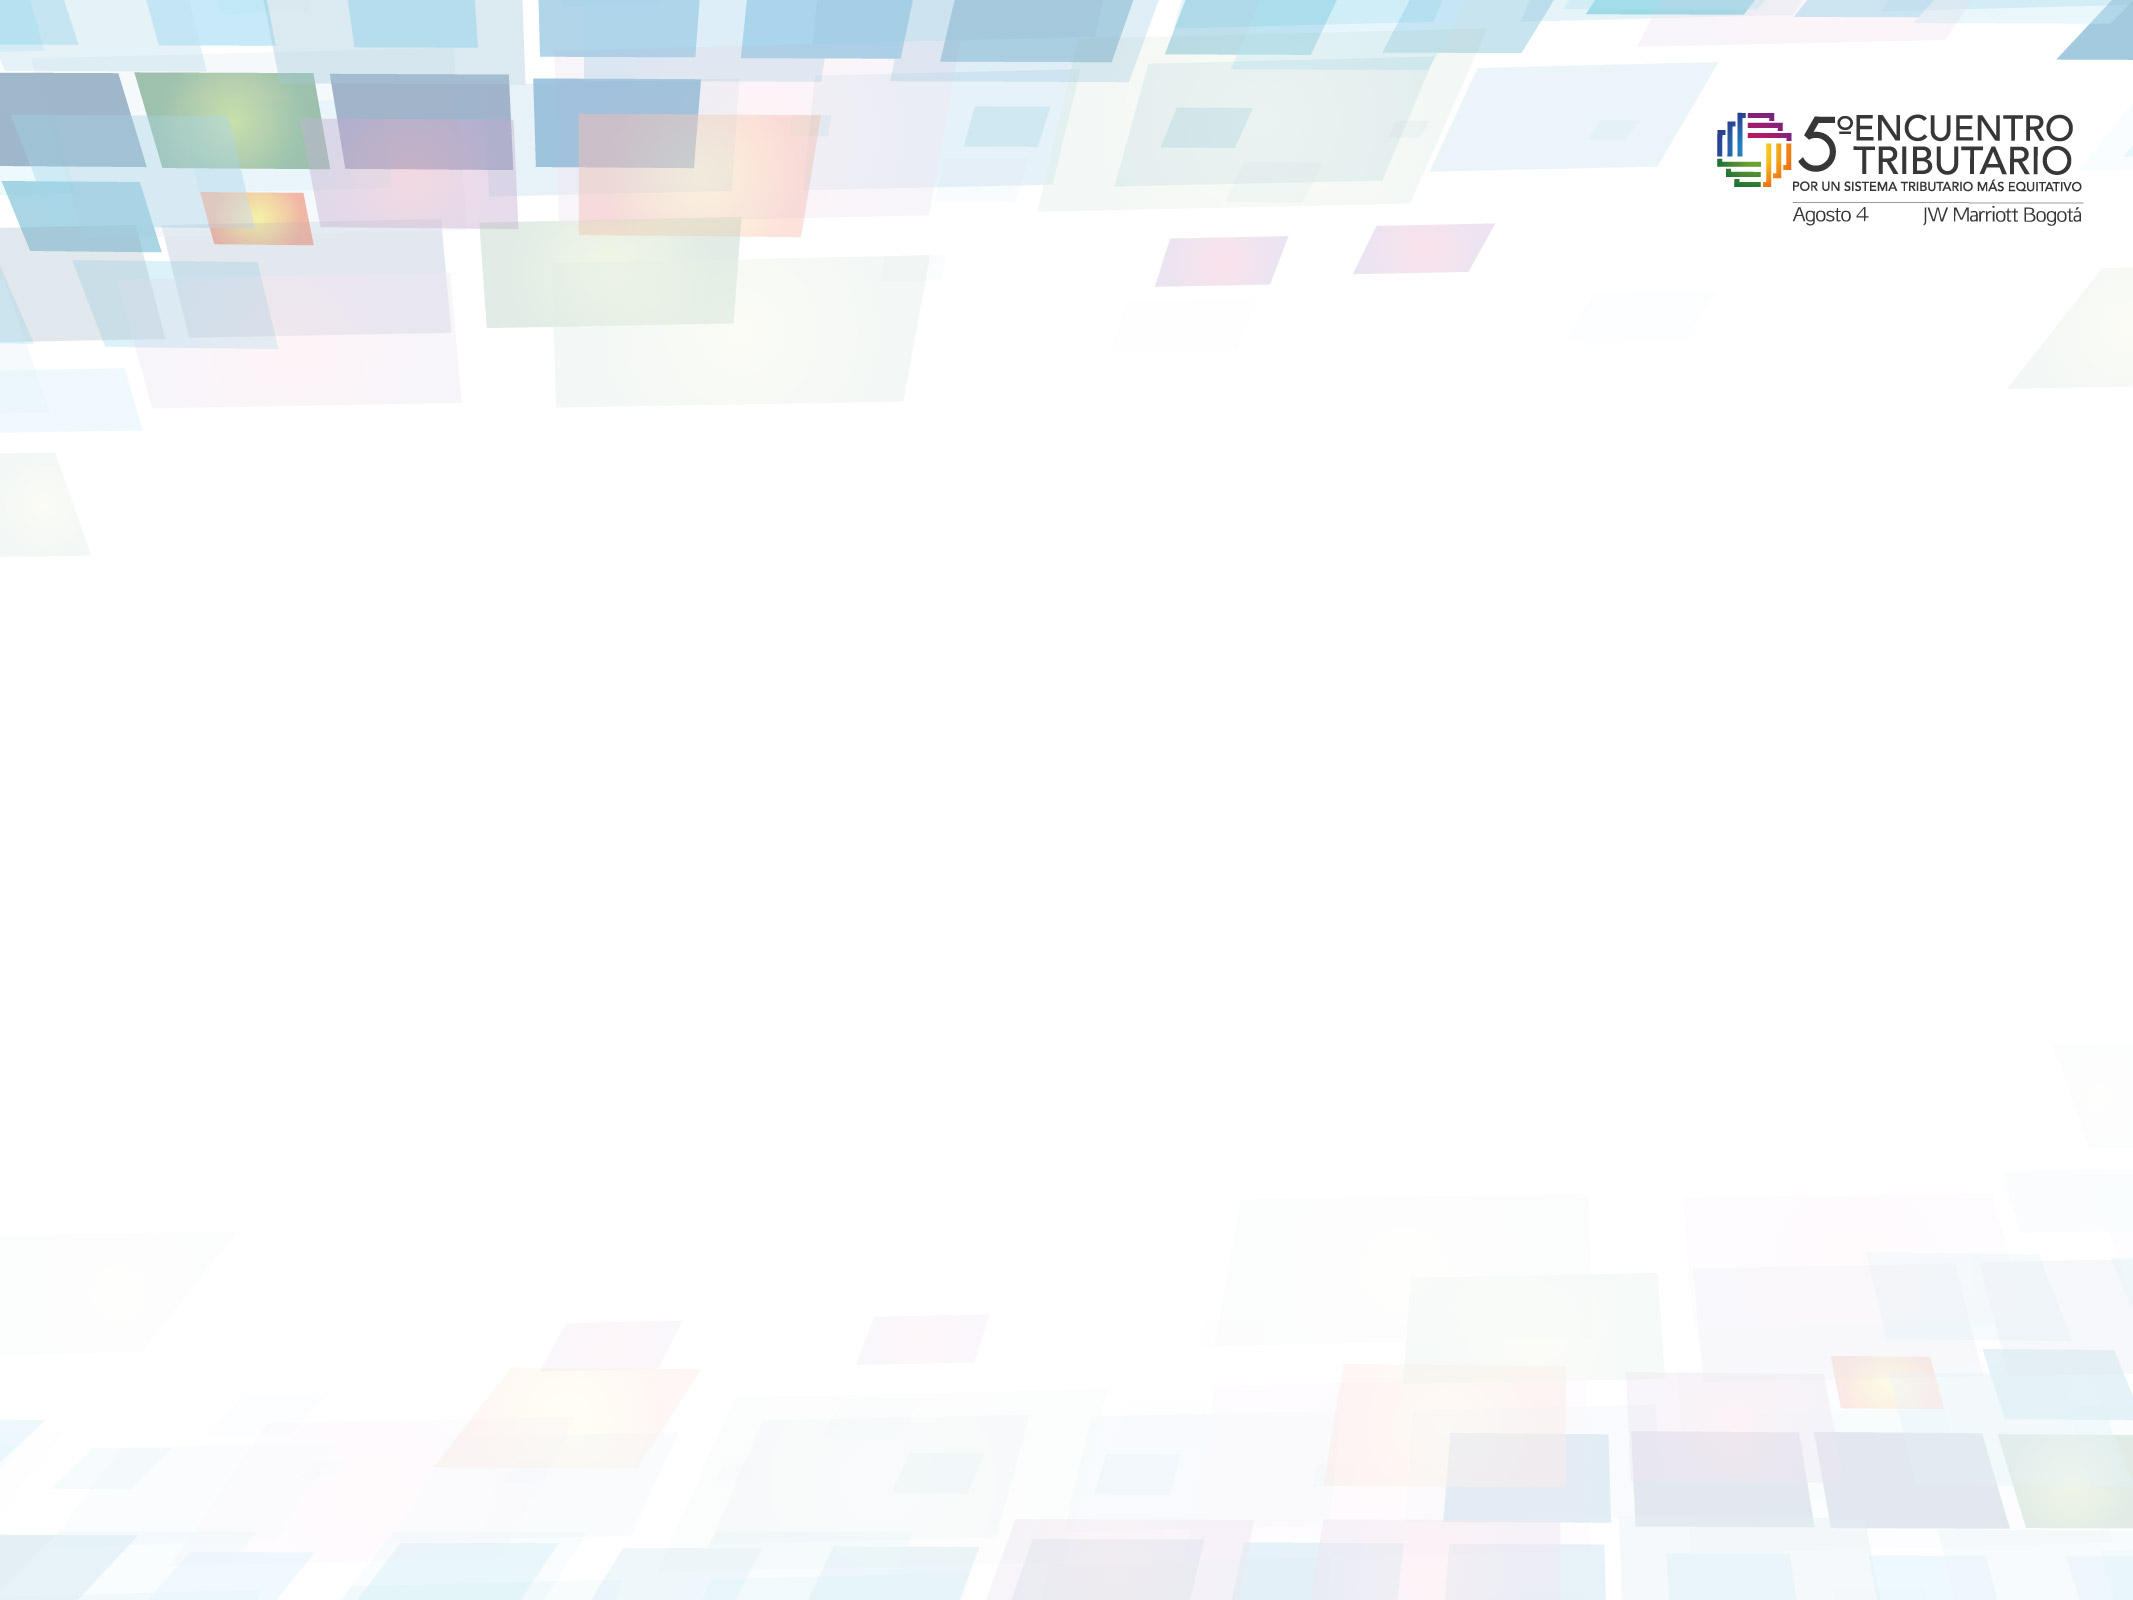 5º ENCUENTRO
TRIBUTARIO
POR UN SISTEMA TRIBUTARIO MÁS EQUITATIVO
Agosto 4 JW Marriott Bogotá